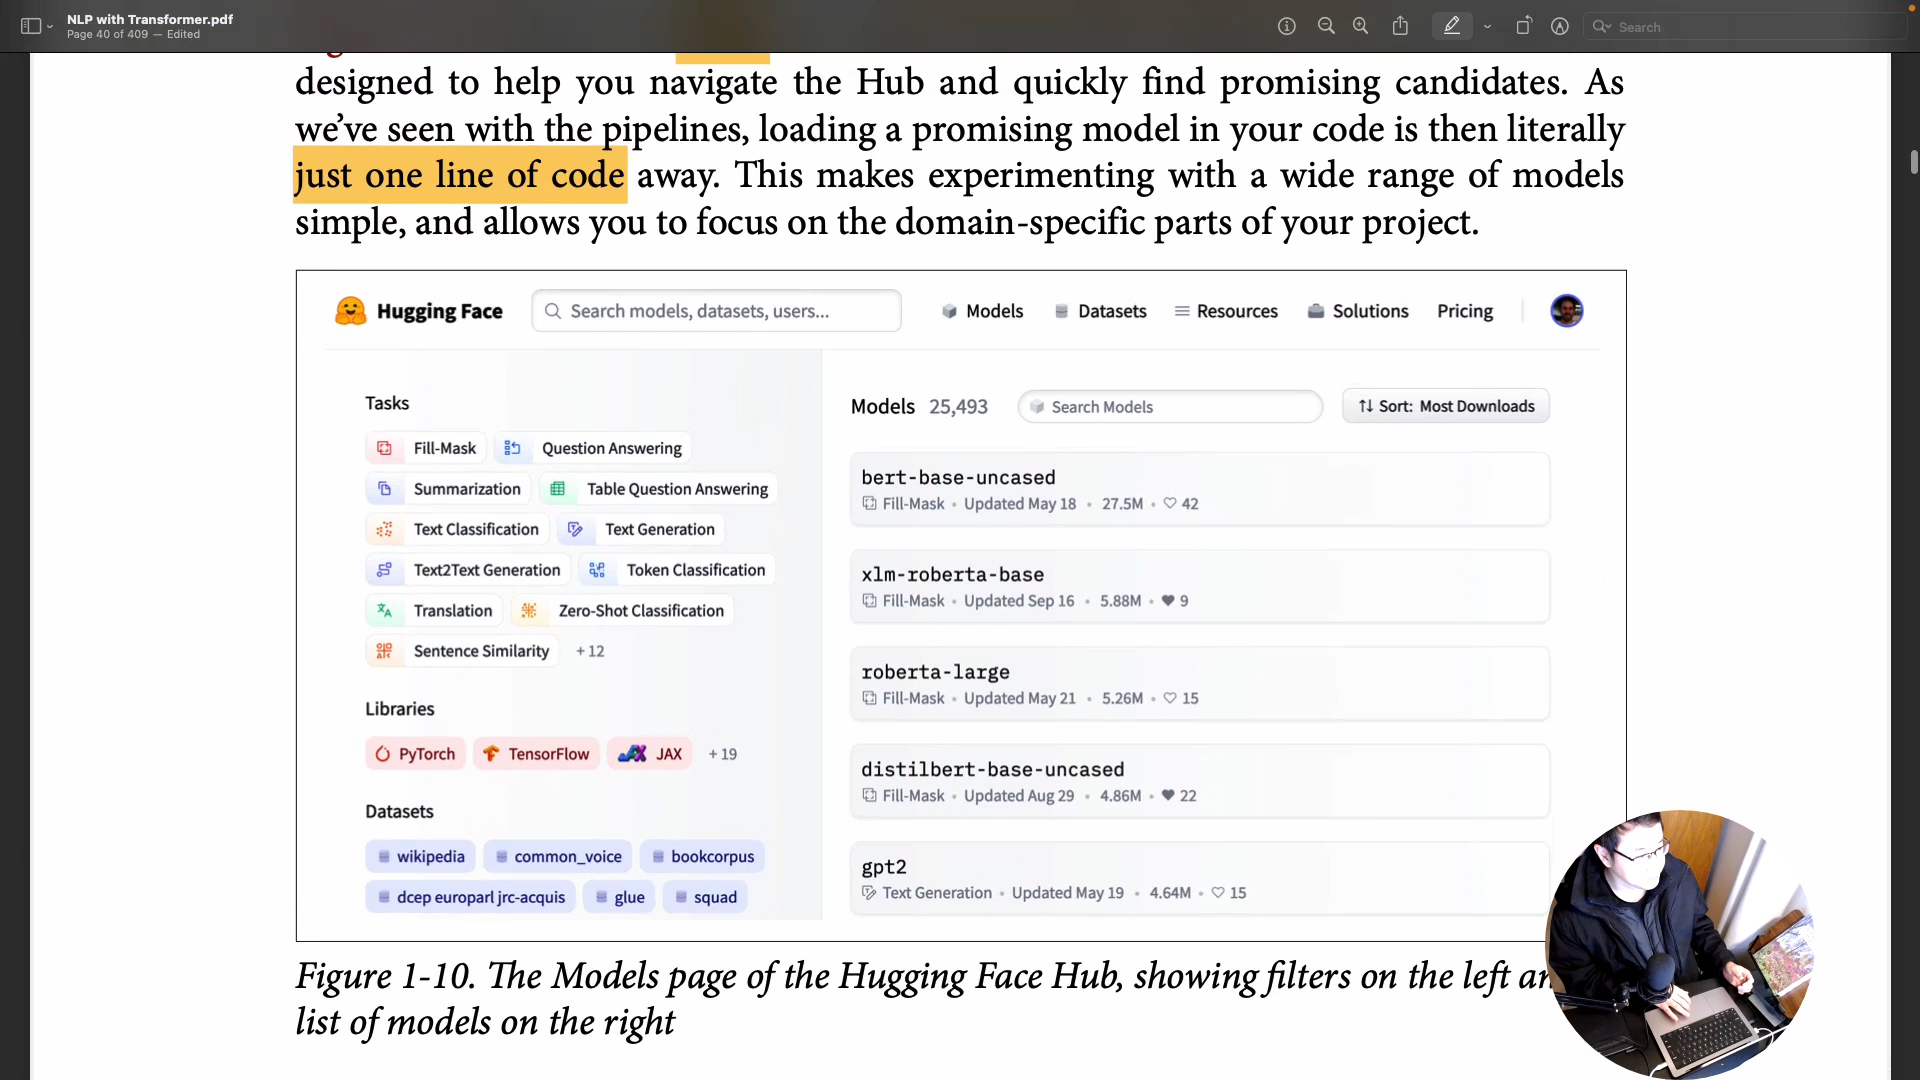 NLP with Transformer.pdf
Page 40 of 409 — Edited
Search
designed to help you navigate the Hub and quickly find promising candidates. As
we’ve seen with the pipelines, loading a promising model in your code is then literally
just one line of code away. This makes experimenting with a wide range of models
simple, and allows you to focus on the domain-specific parts of your project.
Hugging Face
Search models, datasets, users...
Models
Datasets
Resources
Solutions
Pricing
Tasks
Fill-Mask
Question Answering
Summarization
Table Question Answering
Text Classification
Text Generation
Text2Text Generation
Token Classification
Translation
Zero-Shot Classification
Sentence Similarity
+ 12
Libraries
PyTorch
TensorFlow
JAX
+ 19
Datasets
wikipedia
common_voice
bookcorpus
dcep europarl jrc-acquis
glue
squad
Models 25,493
Search Models
↑↓ Sort: Most Downloads
bert-base-uncased
Fill-Mask • Updated May 18 • 27.5M • ♡ 42
xlm-roberta-base
Fill-Mask • Updated Sep 16 • 5.88M • ♥ 9
roberta-large
Fill-Mask • Updated May 21 • 5.26M • ♡ 15
distilbert-base-uncased
Fill-Mask • Updated Aug 29 • 4.86M • ♥ 22
gpt2
Text Generation • Updated May 19 • 4.64M • ♡ 15
Figure 1-10. The Models page of the Hugging Face Hub, showing filters on the left
list of models on the right